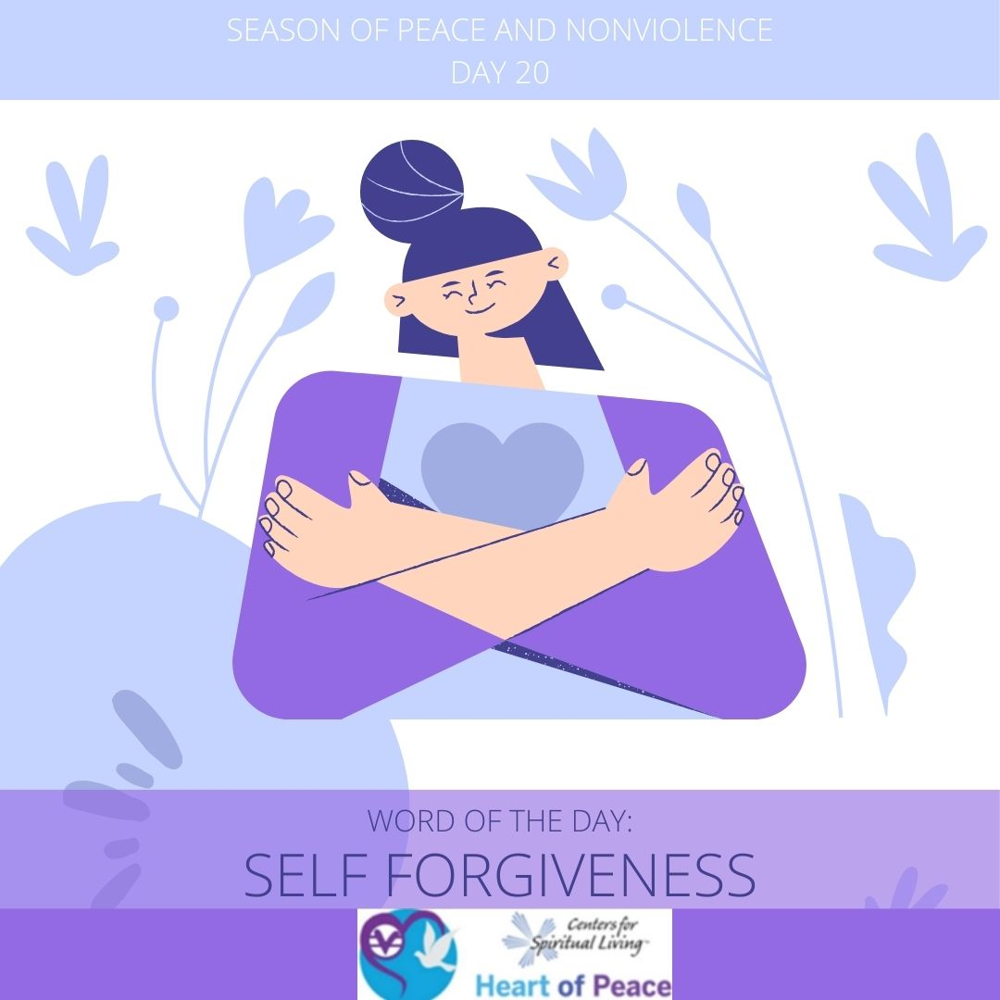 SEASON OF PEACE AND NONVIOLENCE
DAY 20
WORD OF THE DAY:
SELF FORGIVENESS
Centers for
Spiritual Living™
Heart of Peace